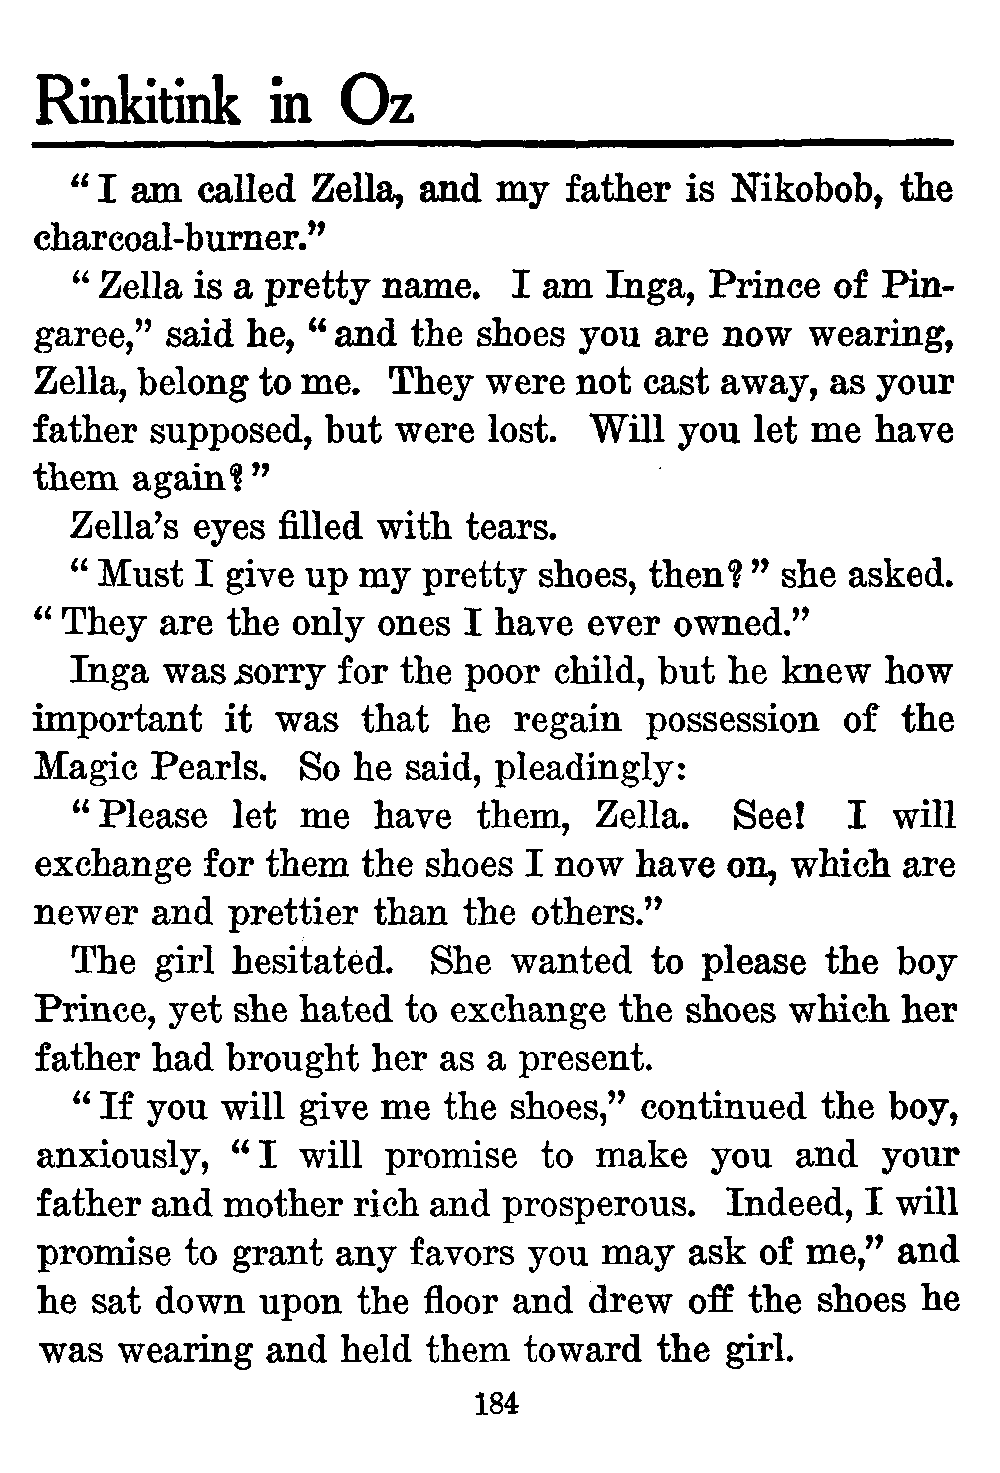 Rinkitink in Oz
“I am called Zella, and my father is Nikobob, the
charcoal-burner.”
“Zella is a pretty name. I am Inga, Prince of Pin-
garee,” said he, “and the shoes you are now wearing,
Zella, belong to me. They were not cast away, as your
father supposed, but were lost. Will you let me have
them again?”
Zella’s eyes filled with tears.
“Must I give up my pretty shoes, then?” she asked.
“They are the only ones I have ever owned.”
Inga was sorry for the poor child, but he knew how
important it was that he regain possession of the
Magic Pearls. So he said, pleadingly:
“Please let me have them, Zella. See! I will
exchange for them the shoes I now have on, which are
newer and prettier than the others.”
The girl hesitated. She wanted to please the boy
Prince, yet she hated to exchange the shoes which her
father had brought her as a present.
“If you will give me the shoes,” continued the boy,
anxiously, “I will promise to make you and your
father and mother rich and prosperous. Indeed, I will
promise to grant any favors you may ask of me,” and
he sat down upon the floor and drew off the shoes he
was wearing and held them toward the girl.
184